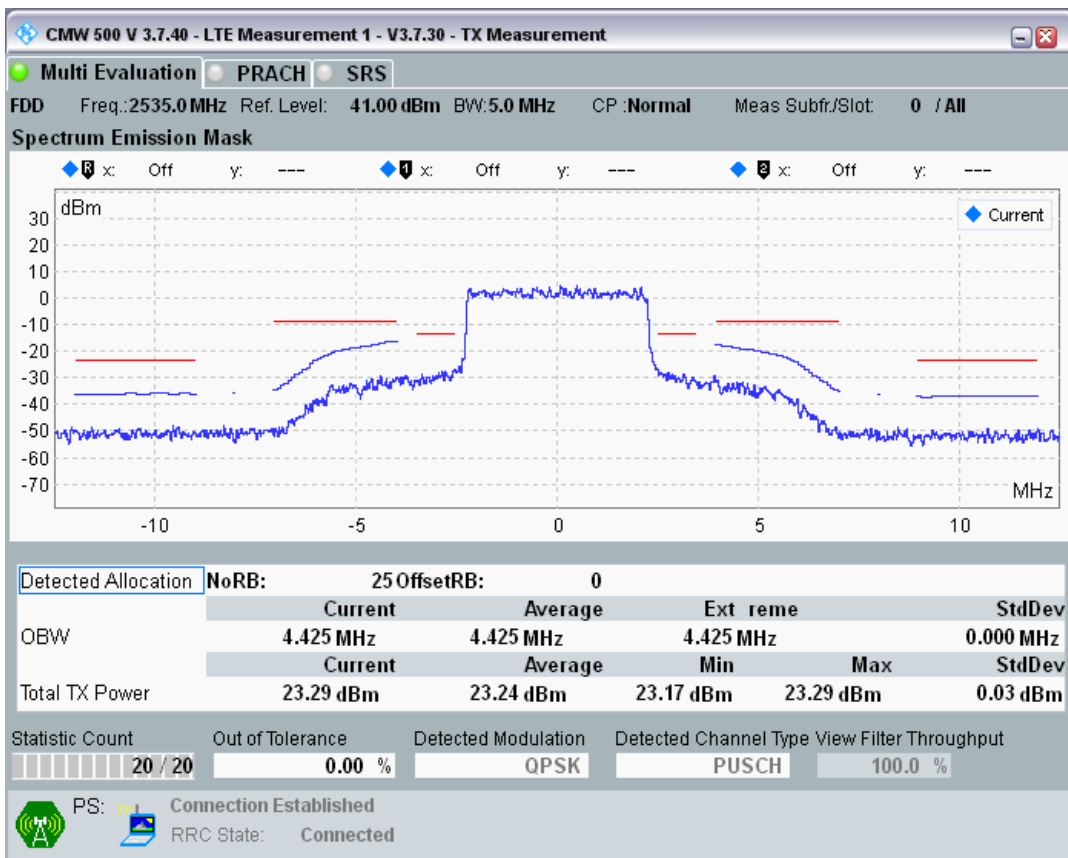 CMW 500 V 3.7.40 - LTE Measurement 1 - V3.7.30 - TX Measurement
Multi Evaluation PRACH SRS
FDD Freq.:2535.0 MHz Ref. Level: 41.00 dBm BW:5.0 MHz CP :Normal Meas Subfr./Slot: 0 / All
Spectrum Emission Mask
R x: Off y: --- 1 x: Off y: --- 2 x: Off y: ---
dBm
Current
30
20
10
0
-10
-20
-30
-40
-50
-60
-70
MHz
-10 -5 0 5 10
Detected Allocation NoRB: 25 OffsetRB: 0
Current Average Ext reme StdDev
OBW 4.425 MHz 4.425 MHz 4.425 MHz 0.000 MHz
Current Average Min Max StdDev
Total TX Power 23.29 dBm 23.24 dBm 23.17 dBm 23.29 dBm 0.03 dBm
Statistic Count Out of Tolerance Detected Modulation Detected Channel Type View Filter Throughput
20 / 20 0.00 % QPSK PUSCH 100.0 %
PS: Connection Established
RRC State: Connected